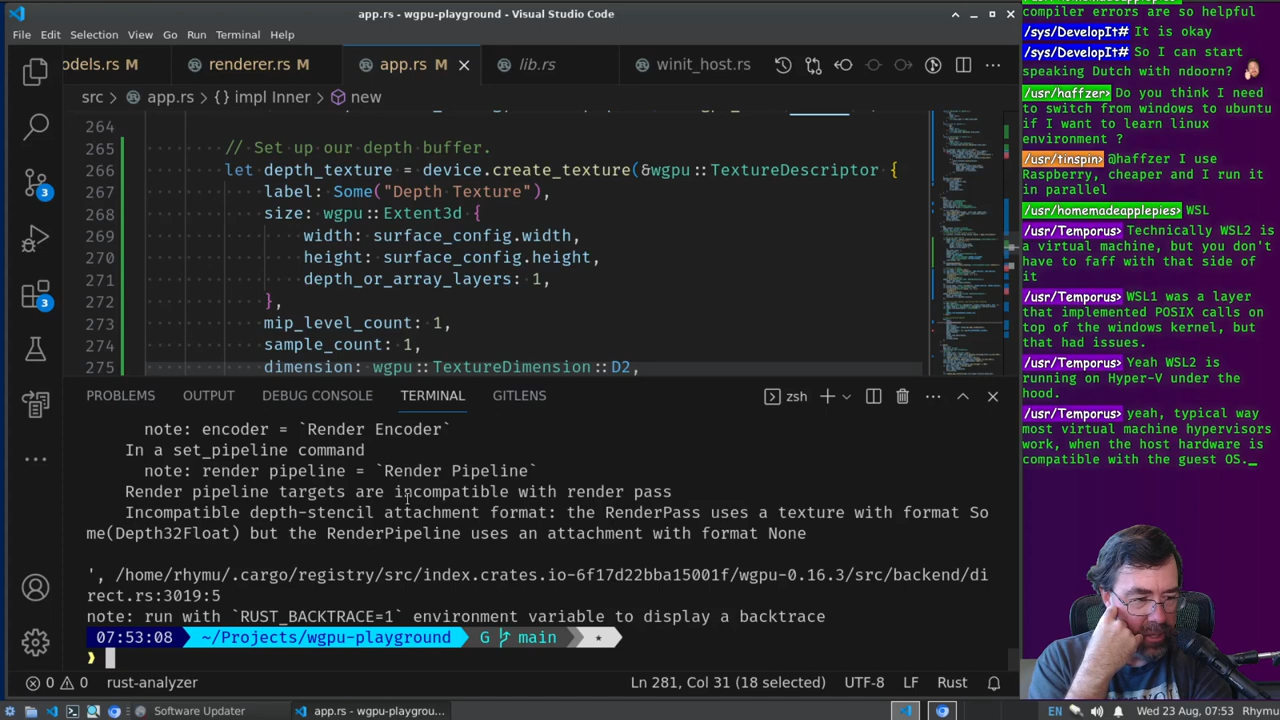 app.rs - wgpu-playground - Visual Studio Code
File Edit Selection View Go Run Terminal Help
odels.rs M renderer.rs M app.rs M lib.rs winit_host.rs
src > app.rs > {} impl Inner > new
264
265 // Set up our depth buffer.
266 let depth_texture = device.create_texture(&wgpu::TextureDescriptor {
267 label: Some("Depth Texture"),
268 size: wgpu::Extent3d {
269 width: surface_config.width,
270 height: surface_config.height,
271 depth_or_array_layers: 1,
272 },
273 mip_level_count: 1,
274 sample_count: 1,
275 dimension: wgpu::TextureDimension::D2,
3
3
PROBLEMS OUTPUT DEBUG CONSOLE TERMINAL GITLENS zsh
note: encoder = `Render Encoder`
In a set_pipeline command
note: render pipeline = `Render Pipeline`
Render pipeline targets are incompatible with render pass
Incompatible depth-stencil attachment format: the RenderPass uses a texture with format So
me(Depth32Float) but the RenderPipeline uses an attachment with format None
', /home/rhymu/.cargo/registry/src/index.crates.io-6f17d22bba15001f/wgpu-0.16.3/src/backend/di
rect.rs:3019:5
note: run with `RUST_BACKTRACE=1` environment variable to display a backtrace
07:53:08 ~/Projects/wgpu-playground G main
0 0 rust-analyzer Ln 281, Col 31 (18 selected) UTF-8 LF Rust
Software Updater app.rs - wgpu-playgrou... EN Wed 23 Aug, 07:53 Rhymu
compiler errors are so helpful
/sys/DevelopIt# It is okay
/sys/DevelopIt# So I can start
speaking Dutch with ndoorn?
/usr/haffzer> Do you think I need
to switch from windows to ubuntu
if I want to learn linux
environment ?
/usr/tinspin> @haffzer I use
Raspberry, cheaper and I run it
in parallel
/usr/homemadeapplepies> WSL
/usr/Temporus> Technically WSL2 is
a virtual machine, but you don't
have to faff with that side of
it
/usr/Temporus> WSL1 was a layer
that implemented POSIX calls on
top of the windows kernel, but
that had issues.
/usr/Temporus> Yeah WSL2 is
running on Hyper-V under the
hood.
/usr/Temporus> yeah, typical way
most virtual machine hypervisors
work, when the host hardware is
compatible with the guest OS._